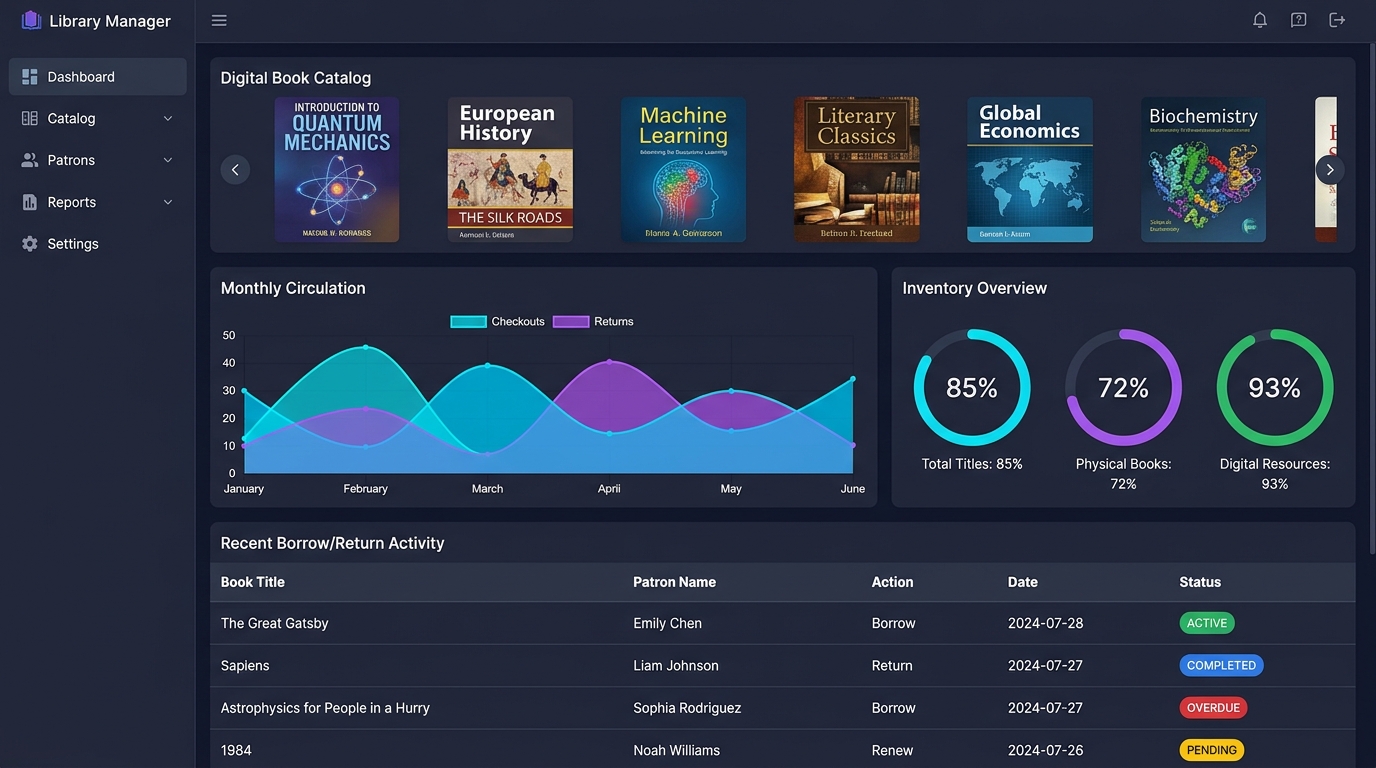 Library Manager
Dashboard
Catalog
Patrons
Reports
Settings
Digital Book Catalog
INTRODUCTION TO
QUANTUM
MECHANICS
European
History
THE SILK ROADS
Machine
Learning
Literary
Classics
Global
Economics
Biochemistry
Monthly Circulation
Checkouts Returns
50
40
30
20
10
0
January February March Aprii May June
Inventory Overview
85% 72% 93%
Total Titles: 85%
Physical Books:
72%
Digital Resources:
93%
Recent Borrow/Return Activity
Book Title Patron Name Action Date Status
The Great Gatsby Emily Chen Borrow 2024-07-28 ACTIVE
Sapiens Liam Johnson Return 2024-07-27 COMPLETED
Astrophysics for People in a Hurry Sophia Rodriguez Borrow 2024-07-27 OVERDUE
1984 Noah Williams Renew 2024-07-26 PENDING